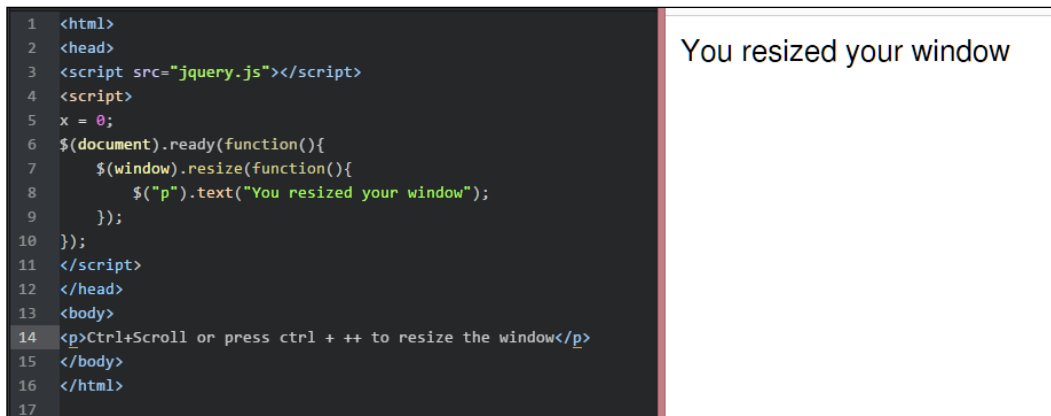 1 <html>
2 <head>
3 <script src="jquery.js"></script>
4 <script>
5 x = 0;
6 $(document).ready(function(){
7     $(window).resize(function(){
8         $("p").text("You resized your window");
9     });
10 });
11 </script>
12 </head>
13 <body>
14 <p>Ctrl+Scroll or press ctrl + ++ to resize the window</p>
15 </body>
16 </html>
17
You resized your window